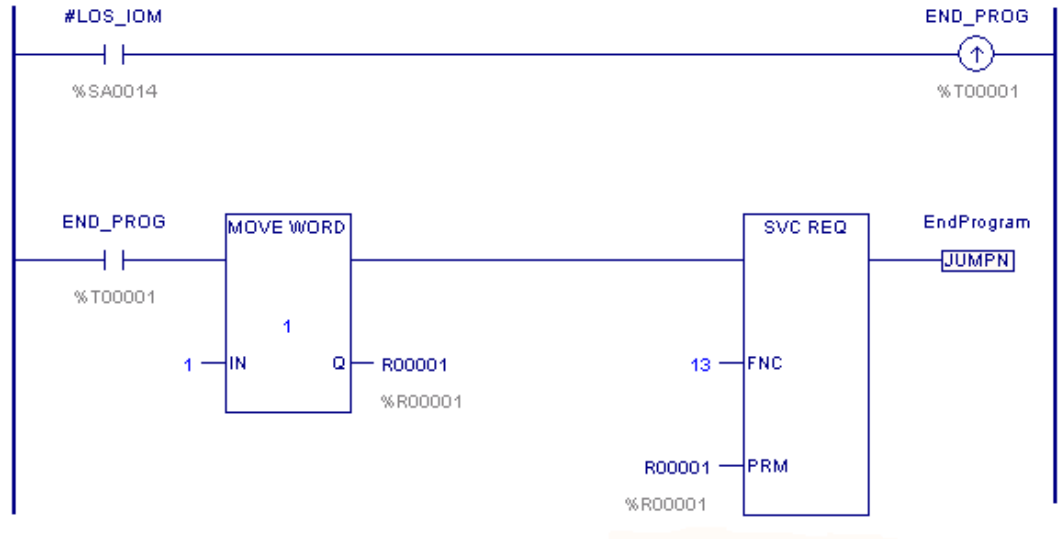 #LOS_IOM END_PROG
%SA0014 %T00001
END_PROG MOVE WORD SVC REQ EndProgram
JUMPN
%T00001
1
1 IN Q R00001 13 FNC
%R00001
R00001 PRM
%R00001